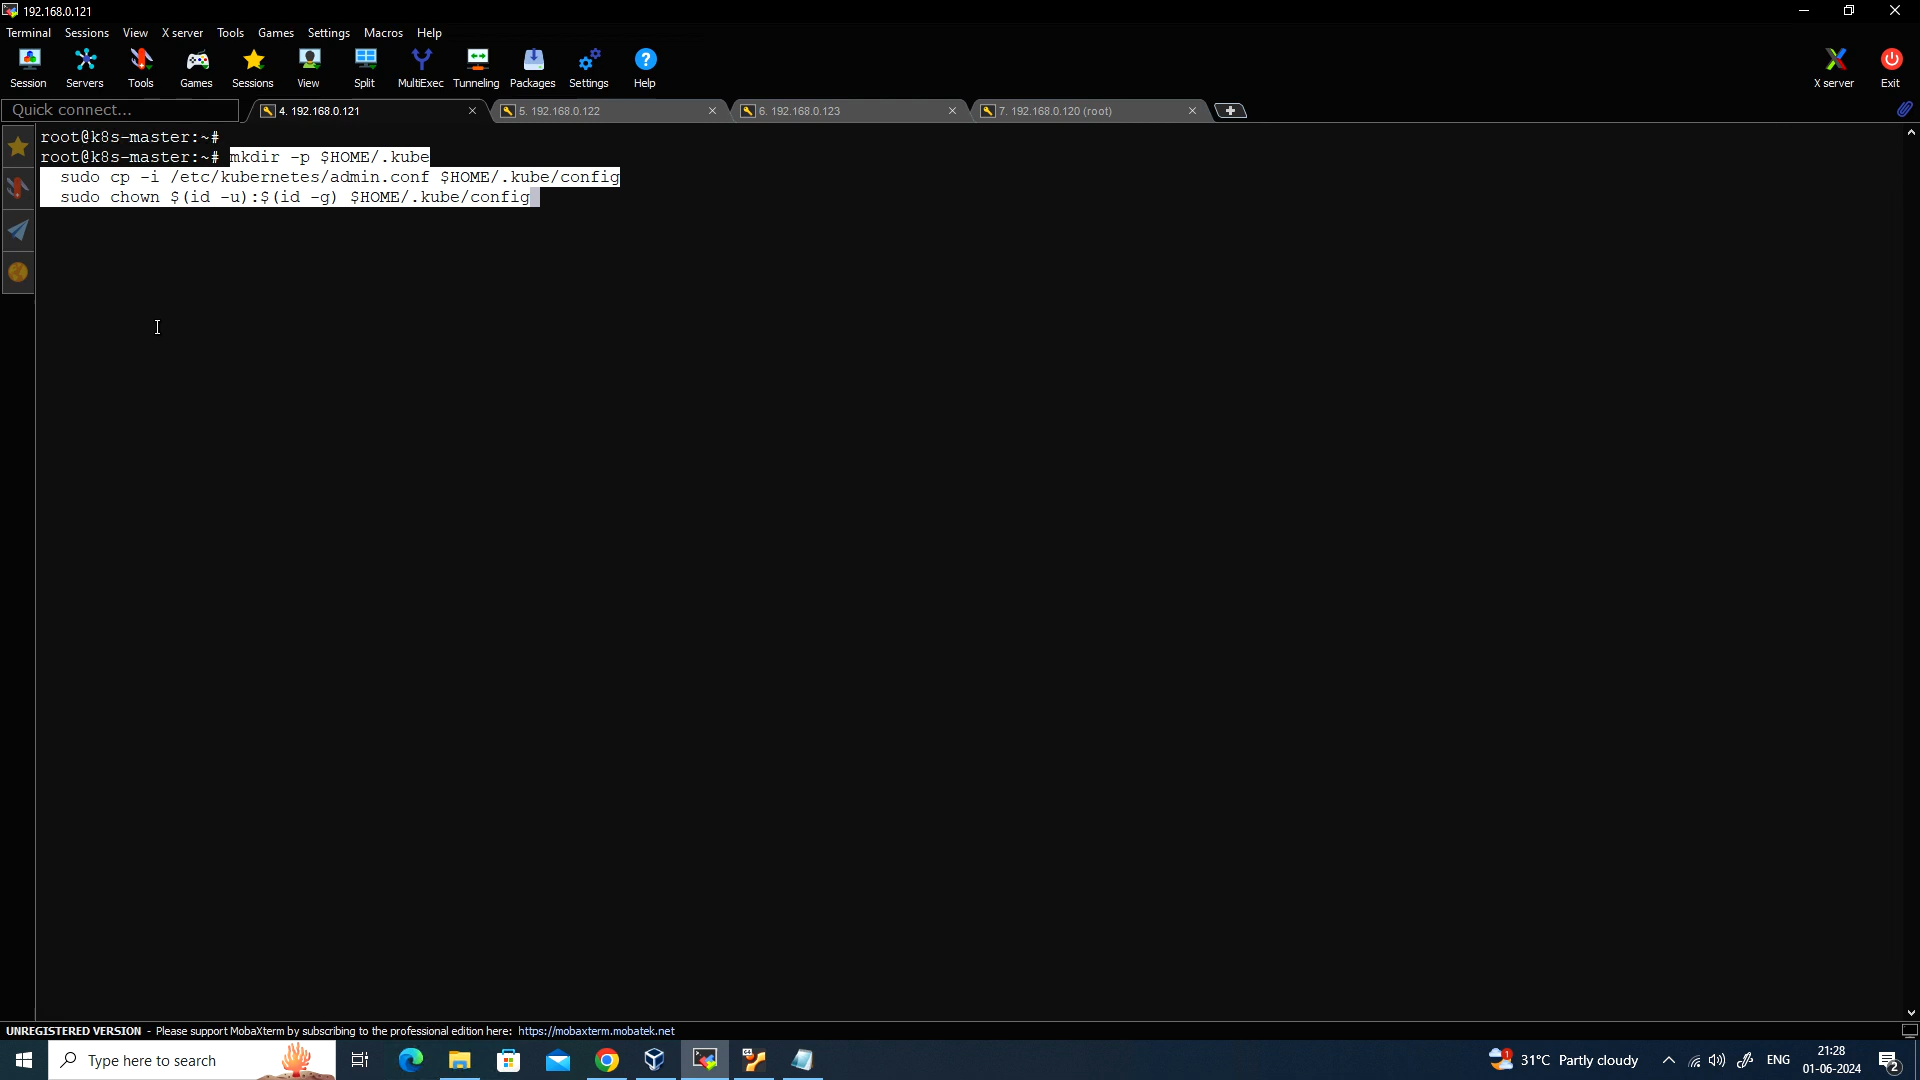 192.168.0.121
Terminal Sessions View X server Tools Games Settings Macros Help
Session Servers Tools Games Sessions View Split MultiExec Tunneling Packages Settings Help X server Exit
Quick connect... 4. 192.168.0.121 5. 192.168.0.122 6. 192.168.0.123 7. 192.168.0.120 (root)
root@k8s-master:~#
root@k8s-master:~# mkdir -p $HOME/.kube
sudo cp -i /etc/kubernetes/admin.conf $HOME/.kube/config
sudo chown $(id -u):$(id -g) $HOME/.kube/config
UNREGISTERED VERSION - Please support MobaXterm by subscribing to the professional edition here: https://mobaxterm.mobatek.net
Type here to search 1 31°C Partly cloudy ENG 21:28
01-06-2024 2